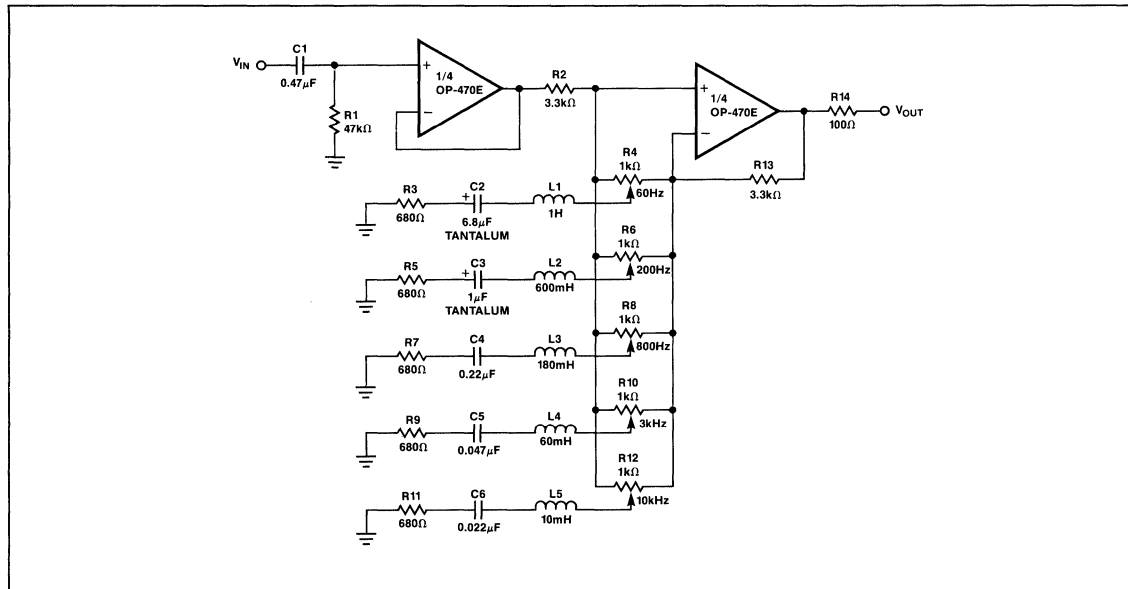 C1
V_IN
0.47μF
+
1/4
OP-470E
−
R1
47kΩ
R2
3.3kΩ
+
1/4
OP-470E
−
R14
100Ω
V_OUT
R13
3.3kΩ
R4
1kΩ
60Hz
R3
680Ω
+
C2
6.8μF
TANTALUM
L1
1H
R6
1kΩ
200Hz
R5
680Ω
+
C3
1μF
TANTALUM
L2
600mH
R8
1kΩ
800Hz
R7
680Ω
C4
0.22μF
L3
180mH
R10
1kΩ
3kHz
R9
680Ω
C5
0.047μF
L4
60mH
R12
1kΩ
10kHz
R11
680Ω
C6
0.022μF
L5
10mH